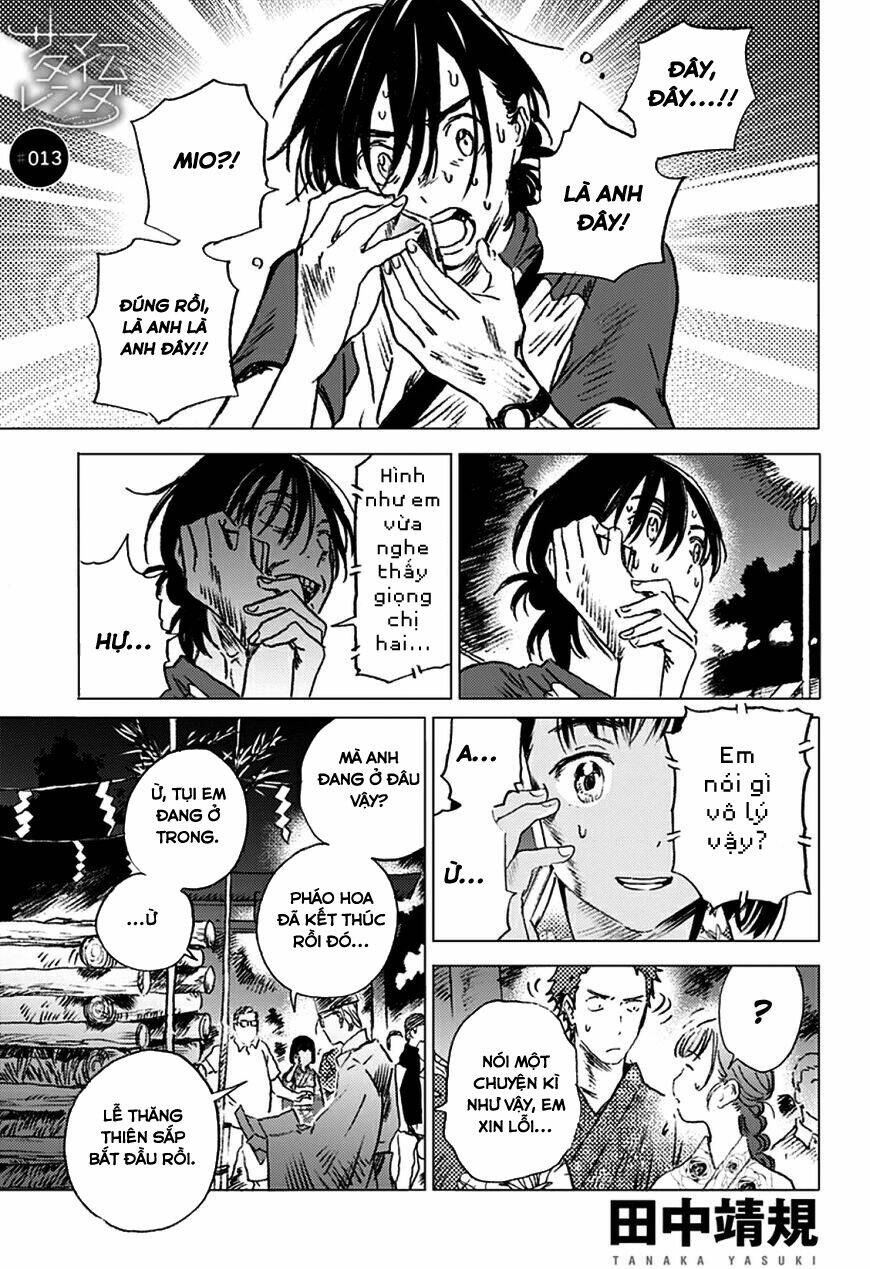 サマータイム
レンダ
#013
ĐÂY,
ĐÂY...!!
LÀ ANH
ĐÂY!
MIO?!
ĐÚNG RỒI,
LÀ ANH LÀ
ANH ĐÂY!!
Hình
như em
vừa
nghe
thấy
giọng
chị
hai...
HỰ...
Em
nói gì
vô lý
vậy?
A...
Ừ...
?
NÓI MỘT
CHUYỆN KÌ
NHƯ VẬY, EM
XIN LỖI...
MÀ ANH
ĐANG Ở ĐÂU
VẬY?
PHÁO HOA
ĐÃ KẾT THÚC
RỒI ĐÓ...
Ừ, TỤI EM
ĐANG Ở
TRONG.
...Ừ
LỄ THĂNG
THIÊN SẮP
BẮT ĐẦU RỒI.
田中靖規
TANAKA YASUKI